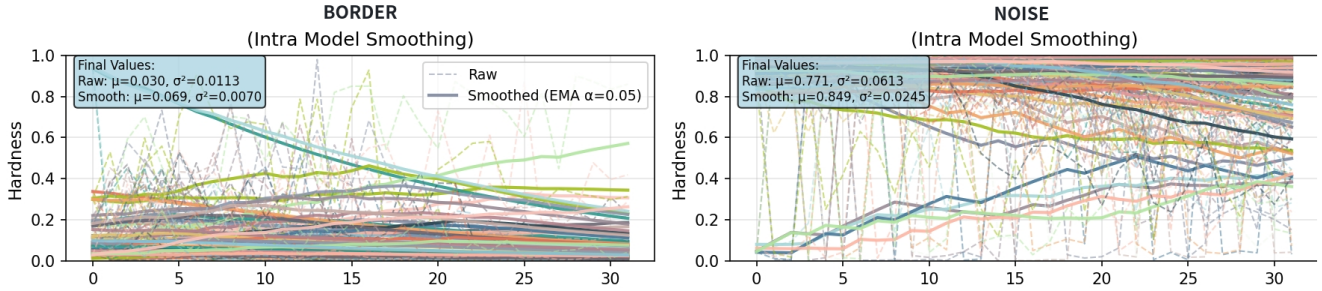 BORDER
(Intra Model Smoothing)
Final Values:
Raw: μ=0.030, σ²=0.0113
Smooth: μ=0.069, σ²=0.0070
Raw
Smoothed (EMA α=0.05)
Hardness
1.0
0.8
0.6
0.4
0.2
0.0
0
5
10
15
20
25
30
NOISE
(Intra Model Smoothing)
Final Values:
Raw: μ=0.771, σ²=0.0613
Smooth: μ=0.849, σ²=0.0245
Hardness
1.0
0.8
0.6
0.4
0.2
0.0
0
5
10
15
20
25
30